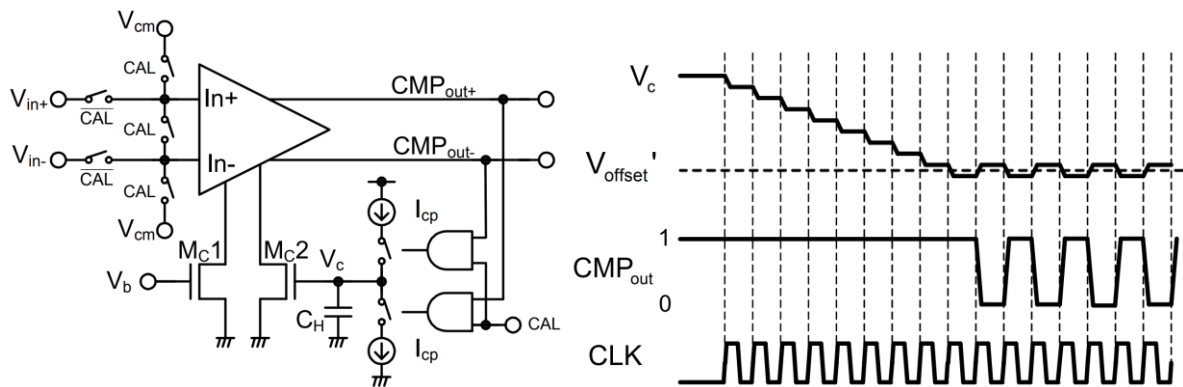 Vcm
CAL
Vin+
CAL
In+
CMPout+
CAL
Vin-
CAL
In-
CMPout-
CAL
Vcm
Icp
MC1
MC2
Vc
Vb
CH
CAL
Icp
Vc
Voffset'
1
CMPout
0
CLK